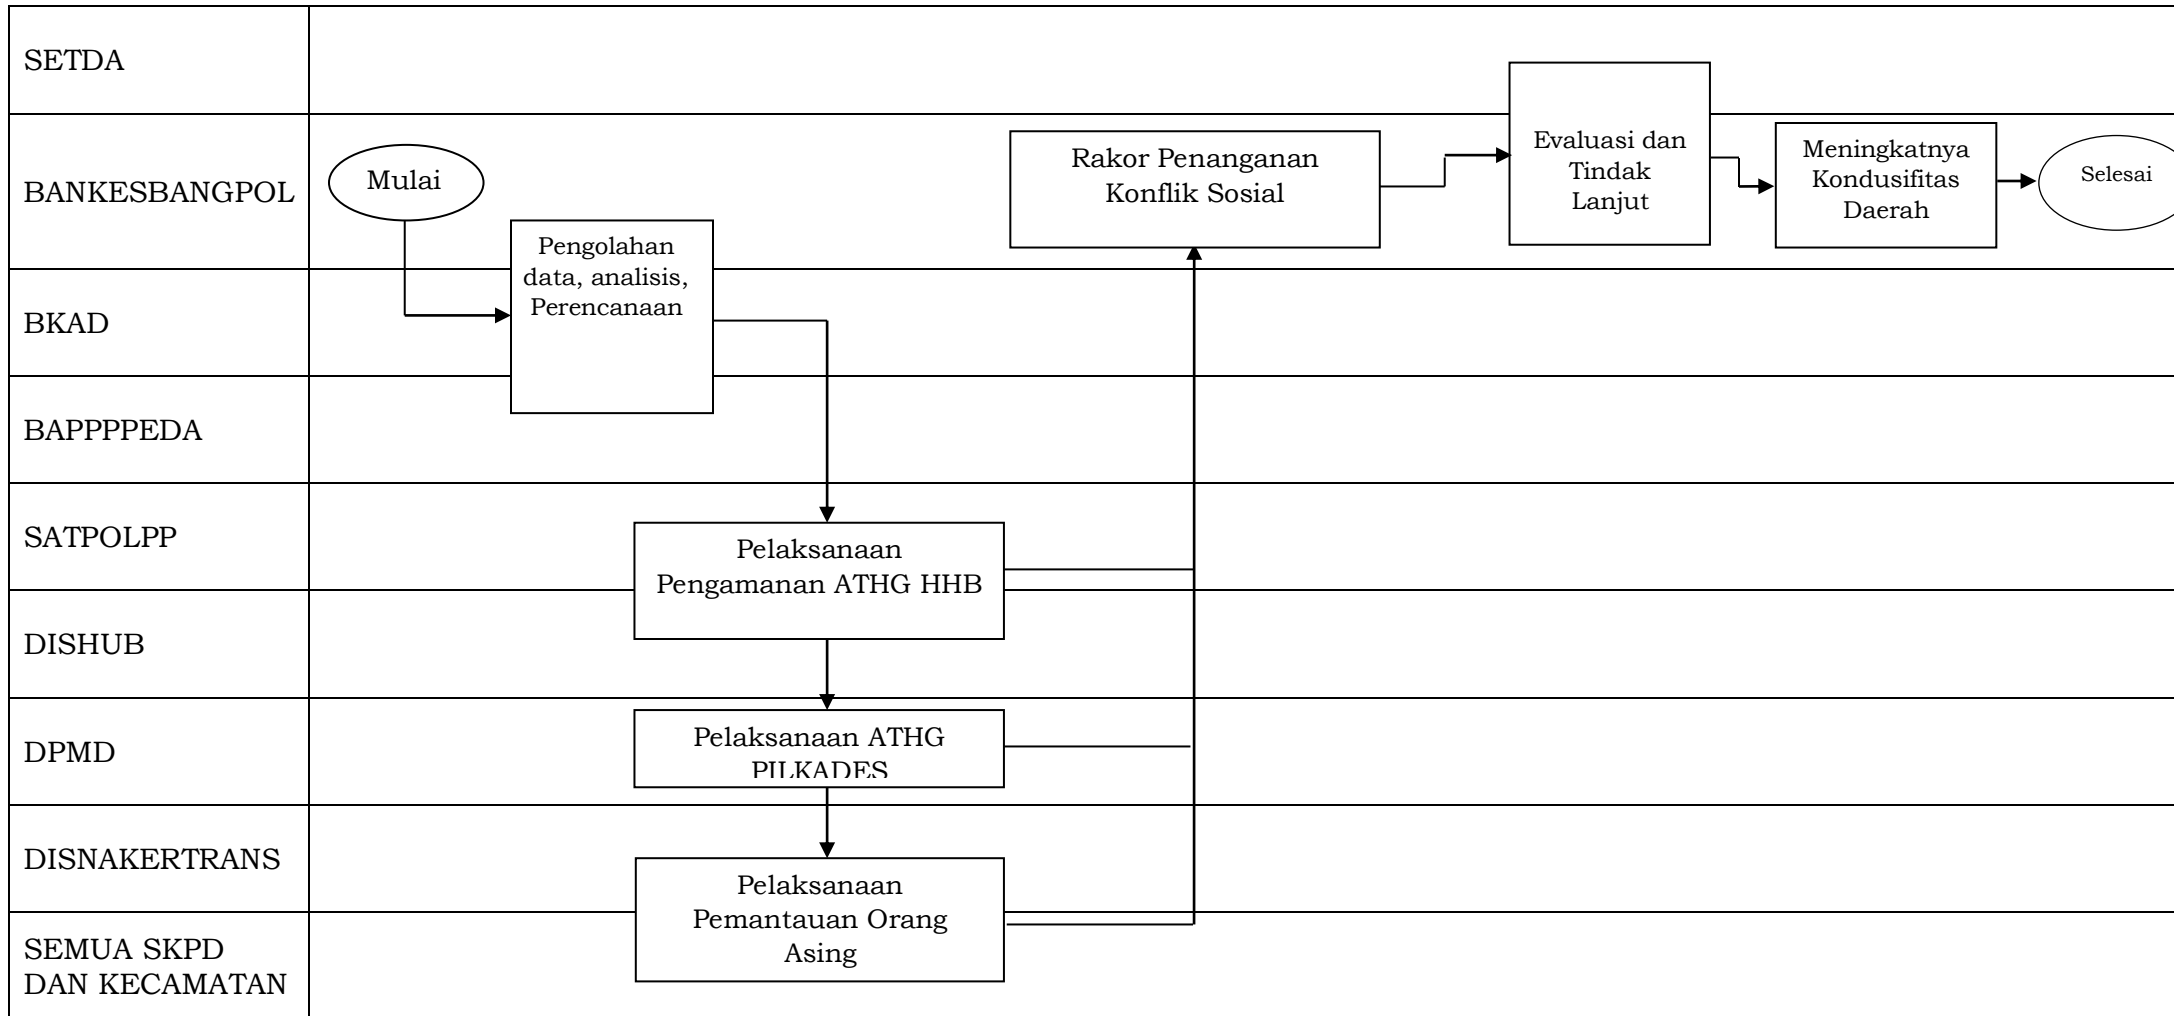 SETDA
BANKESBANGPOL
BKAD
BAPPPPEDA
SATPOLPP
DISHUB
DPMD
DISNAKERTRANS
SEMUA SKPD
DAN KECAMATAN
Mulai
Pengolahan
data, analisis,
Perencanaan
Pelaksanaan
Pengamanan ATHG HHB
Pelaksanaan ATHG
PILKADES
Pelaksanaan
Pemantauan Orang
Asing
Rakor Penanganan
Konflik Sosial
Evaluasi dan
Tindak
Lanjut
Meningkatnya
Kondusifitas
Daerah
Selesai